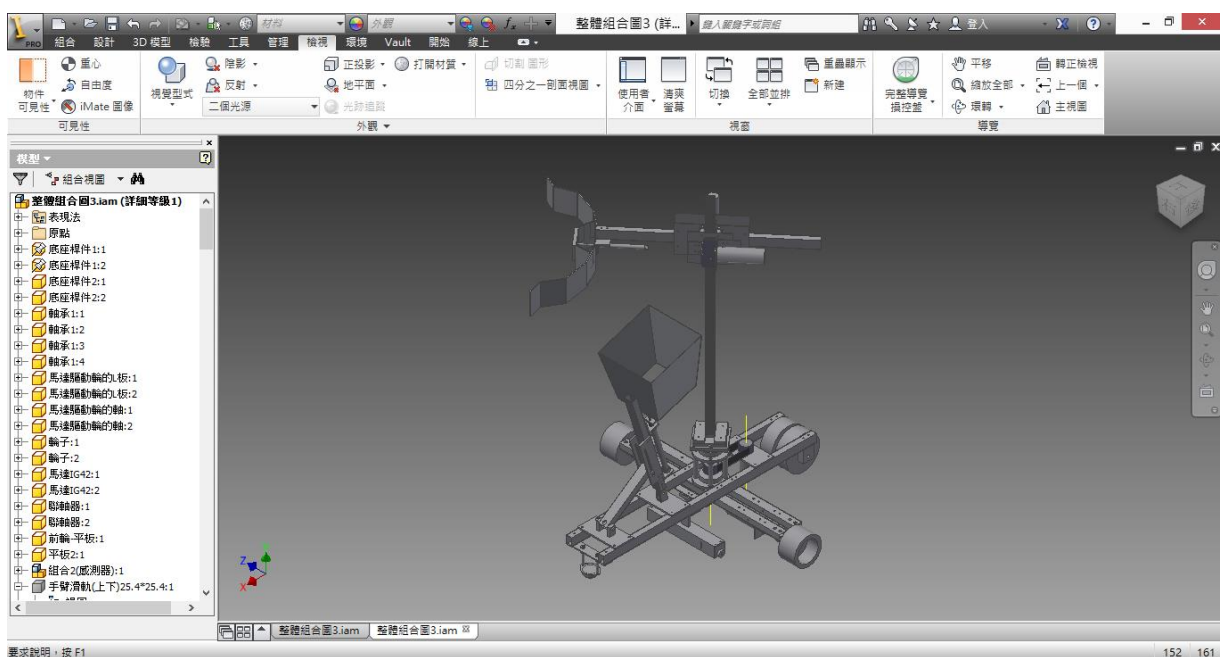 材料
外觀
整體組合圖3 (詳...
鍵入關鍵字或詞組
登入
PRO
組合 設計 3D 模型 檢驗 工具 管理 檢視 環境 Vault 開始 線上
重心
自由度
iMate 圖像
物件
可見性
可見性
視覺型式
陰影
反射
二個光源
正投影
打開材質
地平面
光跡追蹤
外觀
切割圖形
四分之一剖面視圖
使用者
介面
清爽
螢幕
切換
全部並排
重疊顯示
新建
視窗
完整導覽
操控盤
平移
縮放全部
環轉
轉正檢視
上一個
主視圖
導覽
模型
組合視圖
整體組合圖3.iam (詳細等級1)
表現法
原點
底座桿件1:1
底座桿件1:2
底座桿件2:1
底座桿件2:2
軸承1:1
軸承1:2
軸承1:3
軸承1:4
馬達驅動輪的L板:1
馬達驅動輪的L板:2
馬達驅動輪的軸:1
馬達驅動輪的軸:2
輪子:1
輪子:2
馬達IG42:1
馬達IG42:2
聯軸器:1
聯軸器:2
前輪-平板:1
平板2:1
組合2(感測器):1
手臂滑軌(上下)25.4*25.4:1
Z
X
整體組合圖3.iam
整體組合圖3.iam
要求說明，按 F1
152 161